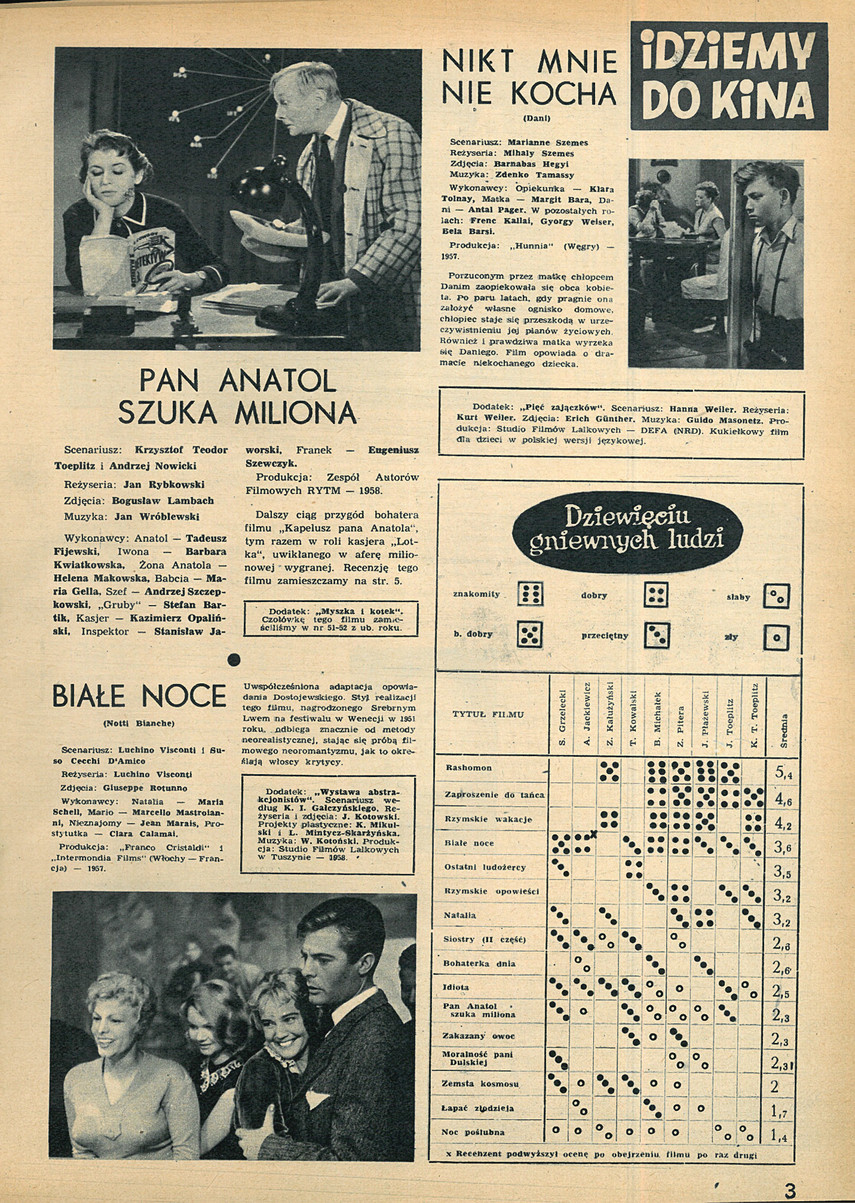 iDZiEMY
DO KiNA
NIKT MNIE
NIE KOCHA
(Dani)
Scenariusz: Marianne Szemes
Reżyseria: Mihaly Szemes
Zdjęcia: Barnabas Hegyi
Muzyka: Zdenko Tamassy
Wykonawcy: Opiekunka — Klara
Tolnay, Matka — Margit Bara, Da-
ni — Antal Pager. W pozostałych ro-
lach: Frenc Kallai, Gyorgy Weiser,
Bela Barsi.
Produkcja: „Hunnia" (Węgry) —
1957.
Porzuconym przez matkę chłopcem
Danim zaopiekowała się obca kobie-
ta. Po paru latach, gdy pragnie ona
założyć własne ognisko domowe,
chłopiec staje się przeszkodą w urze-
czywistnieniu jej planów życiowych.
Również i prawdziwa matka wyrzeka
się Daniego. Film opowiada o dra-
macie niekochanego dziecka.
Dodatek: „Pięć zajączków". Scenariusz: Hanna Weiler. Reżyseria:
Kurt Weiler. Zdjęcia: Erich Günther. Muzyka: Guido Masonetz. Pro-
dukcja: Studio Filmów Lalkowych — DEFA (NRD). Kukiełkowy film
dla dzieci w polskiej wersji językowej.
PAN ANATOL
SZUKA MILIONA
Scenariusz: Krzysztof Teodor
Toeplitz i Andrzej Nowicki
Reżyseria: Jan Rybkowski
Zdjęcia: Bogusław Lambach
Muzyka: Jan Wróblewski
Wykonawcy: Anatol — Tadeusz
Fijewski, Iwona — Barbara
Kwiatkowska, Żona Anatola —
Helena Makowska, Babcia — Ma-
ria Gella, Szef — Andrzej Szczep-
kowski, „Gruby" — Stefan Bar-
tik, Kasjer — Kazimierz Opaliń-
ski, Inspektor — Stanisław Ja-
worski, Franek — Eugeniusz
Szewczyk.
Produkcja: Zespół Autorów
Filmowych RYTM — 1958.
Dalszy ciąg przygód bohatera
filmu „Kapelusz pana Anatola",
tym razem w roli kasjera „Lot-
ka", uwikłanego w aferę milio-
nowej wygranej. Recenzję tego
filmu zamieszczamy na str. 5.
Dodatek: „Myszka i kotek".
Czołówkę tego filmu zamie-
ściliśmy w nr 51-52 z ub. roku.
BIAŁE NOCE
(Notti Bianche)
Scenariusz: Luchino Visconti i Su-
so Cecchi D'Amico
Reżyseria: Luchino Visconti
Zdjęcia: Giuseppe Rotunno
Wykonawcy: Natalia — Maria
Schell, Mario — Marcello Mastroian-
ni, Nieznajomy — Jean Marais, Pro-
stytutka — Clara Calamai.
Produkcja: „Franco Cristaldi" i
„Intermondia Films" (Włochy — Fran-
cja) — 1957.
Uwspółcześniona adaptacja opowia-
dania Dostojewskiego. Styl realizacji
tego filmu, nagrodzonego Srebrnym
Lwem na festiwalu w Wenecji w 1951
roku, odbiega znacznie od metody
neorealistycznej, stając się próbą fil-
mowego neoromantyzmu, jak to okre-
ślają włoscy krytycy.
Dodatek: „Wystawa abstra-
kcjonistów". Scenariusz we-
dług K. I. Gałczyńskiego. Re-
żyseria i zdjęcia: J. Kotowski.
Projekty plastyczne: K. Mikul-
ski i L. Mintycz-Skarżyńska.
Muzyka: W. Kotoński. Produk-
cja: Studio Filmów Lalkowych
w Tuszynie — 1958.
Dziewięciu
gniewnych ludzi
znakomity dobry słaby
b. dobry przeciętny zły
TYTUŁ FILMU S. Grzelecki A. Jackiewicz Z. Kałużyński T. Kowalski B. Michałek Z. Pitera J. Płażewski J. Toeplitz K. T. Toeplitz Średnia
Rashomon 5,4
Zaproszenie do tańca 4,6
Rzymskie wakacje 4,2
Białe noce x 3,6
Ostatni ludożercy 3,5
Rzymskie opowieści 3,2
Natalia 3,2
Siostry (II część) 2,6
Bohaterka dnia 2,6
Idiota 2,5
Pan Anatol
szuka miliona 2,3
Zakazany owoc 2,3
Moralność pani
Dulskiej 2,3
Zemsta kosmosu 2
Łapać złodzieja 1,7
Noc poślubna 1,4
x Recenzent podwyższył ocenę po obejrzeniu filmu po raz drugi
3